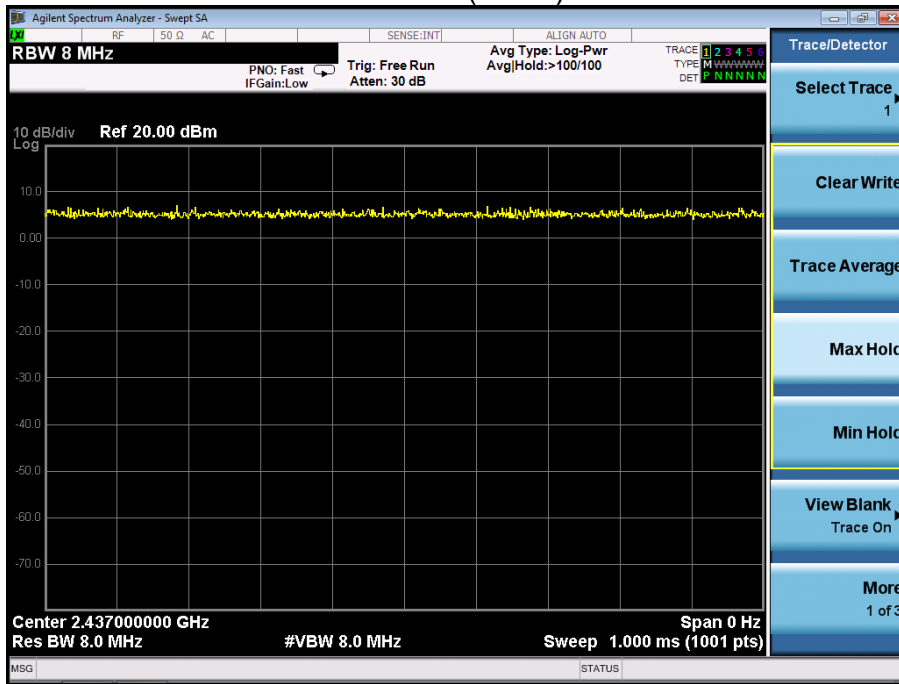 Agilent Spectrum Analyzer - Swept SA
LXI RF 50 Ω AC SENSE:INT ALIGN AUTO
RBW 8 MHz
PNO: Fast
IFGain:Low
Trig: Free Run
Atten: 30 dB
Avg Type: Log-Pwr
Avg|Hold:>100/100
TRACE 1 2 3 4 5 6
TYPE M WWWWW
DET P N N N N N
10 dB/div Ref 20.00 dBm
Log
10.0
0.00
-10.0
-20.0
-30.0
-40.0
-50.0
-60.0
-70.0
Center 2.437000000 GHz Span 0 Hz
Res BW 8.0 MHz #VBW 8.0 MHz Sweep 1.000 ms (1001 pts)
MSG STATUS
Trace/Detector
Select Trace
1
Clear Write
Trace Average
Max Hold
Min Hold
View Blank
Trace On
More
1 of 3